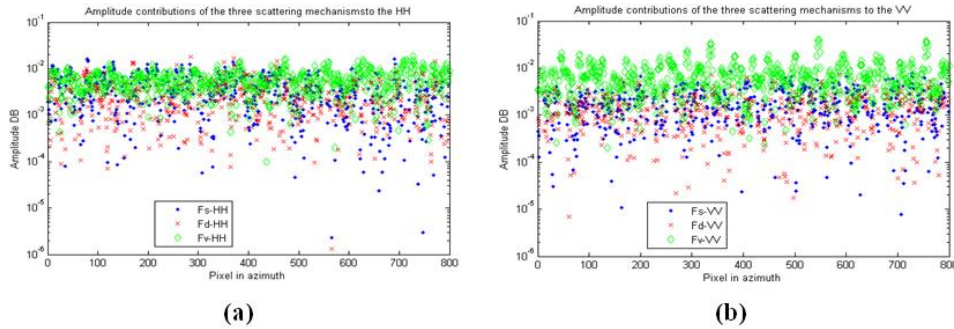 Amplitude contributions of the three scattering mechanismsto the HH
10^-1
10^-2
10^-3
10^-4
10^-5
10^-6
Amplitude DB
Fs-HH
Fd-HH
Fv-HH
0 100 200 300 400 500 600 700 800
Pixel in azimuth
(a)
Amplitude contributions of the three scattering mechanisms to the VV
10^-1
10^-2
10^-3
10^-4
10^-5
10^-6
Amplitude DB
Fs-VV
Fd-VV
Fv-VV
0 100 200 300 400 500 600 700 800
Pixel in azimuth
(b)